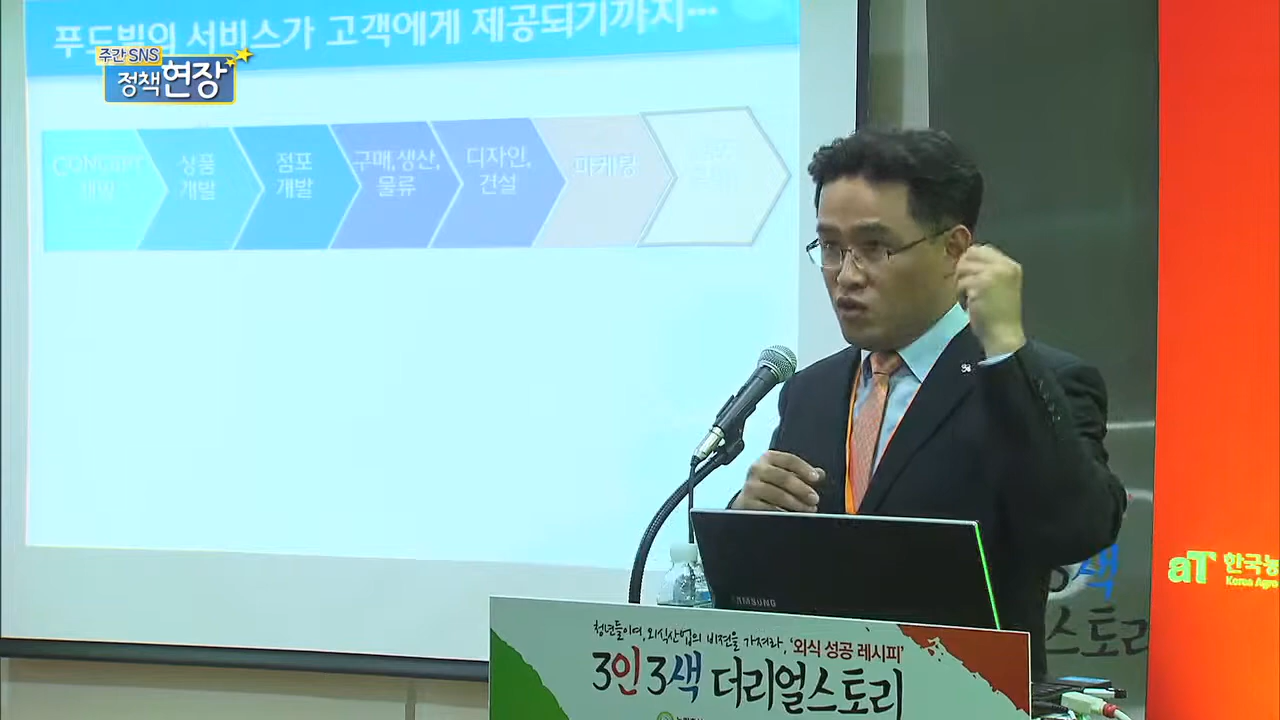 푸드빌의 서비스가 고객에게 제공되기까지…
주간 SNS
정책현장
CONCEPT
개발
상품
개발
점포
개발
구매,생산,
물류
디자인,
건설
마케팅
SAMSUNG
청년들이여, 외식산업의 비전을 가져라, '외식 성공 레시피'
3인 3색 더리얼스토리
aT 한국농
Korea Agro
색
스토리